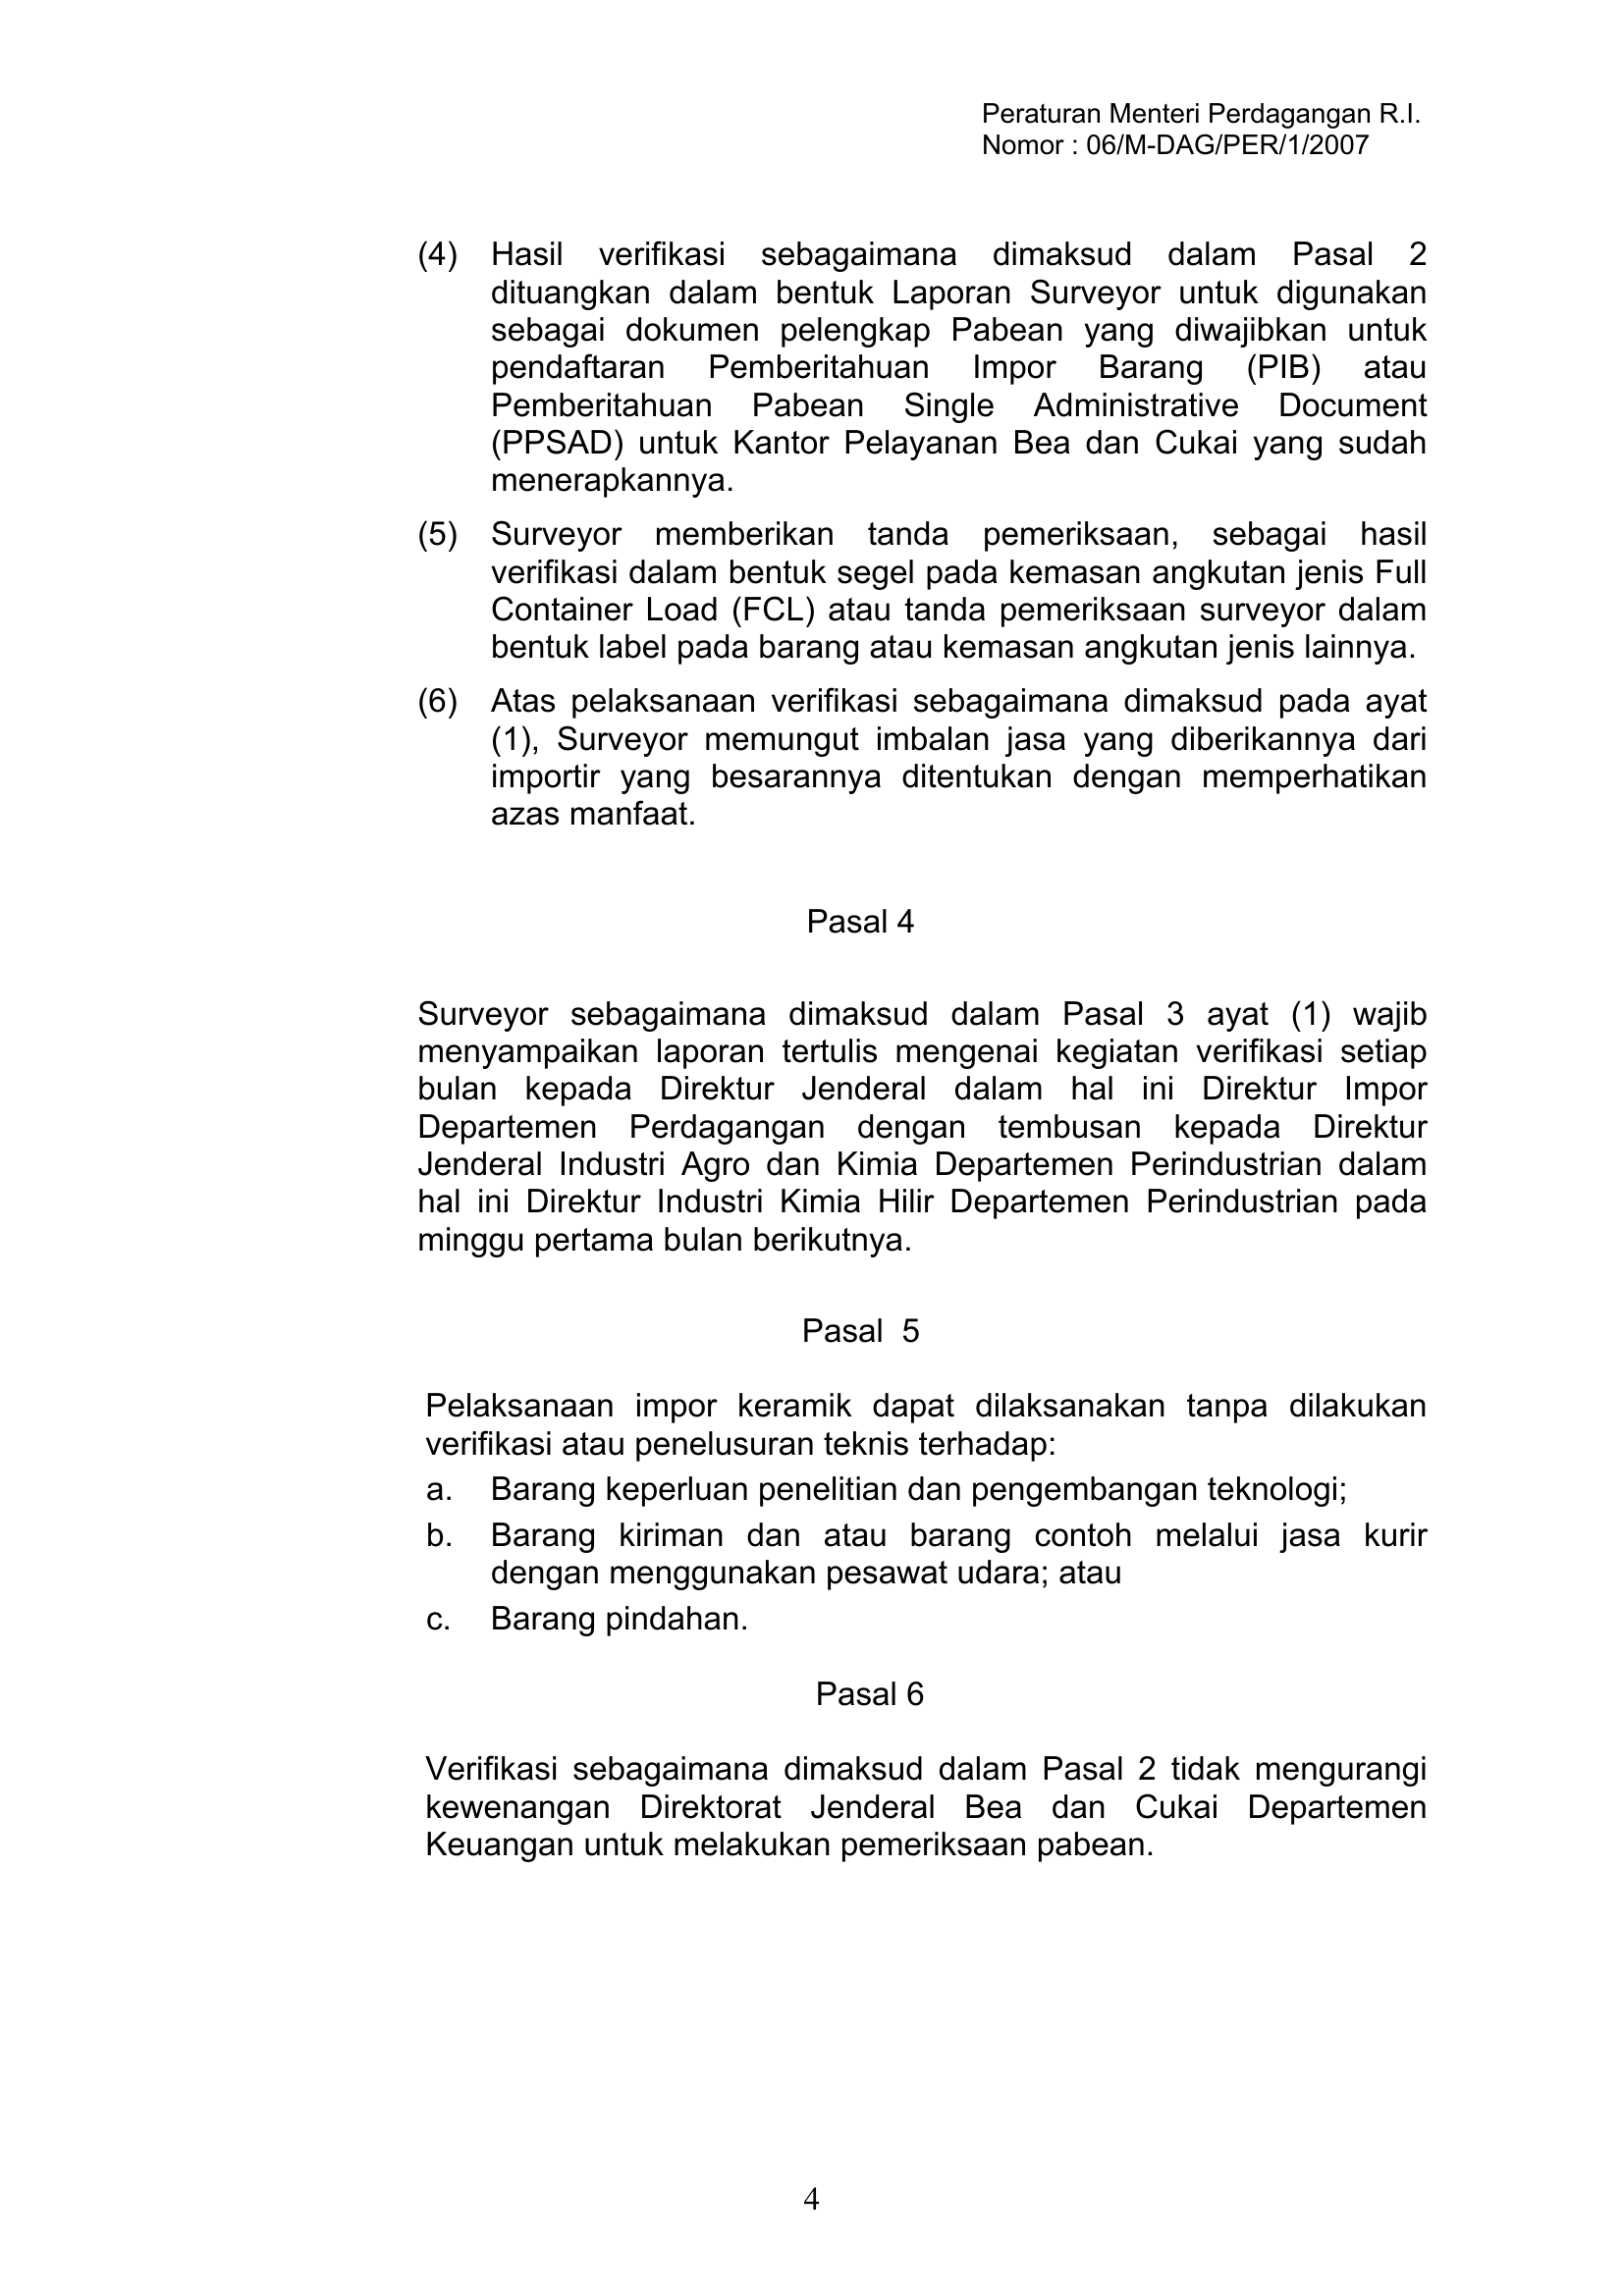 Peraturan Menteri Perdagangan R.I.
Nomor : 06/M-DAG/PER/1/2007
(4) Hasil verifikasi sebagaimana dimaksud dalam Pasal 2
dituangkan dalam bentuk Laporan Surveyor untuk digunakan
sebagai dokumen pelengkap Pabean yang diwajibkan untuk
pendaftaran Pemberitahuan Impor Barang (PIB) atau
Pemberitahuan Pabean Single Administrative Document
(PPSAD) untuk Kantor Pelayanan Bea dan Cukai yang sudah
menerapkannya.
(5) Surveyor memberikan tanda pemeriksaan, sebagai hasil
verifikasi dalam bentuk segel pada kemasan angkutan jenis Full
Container Load (FCL) atau tanda pemeriksaan surveyor dalam
bentuk label pada barang atau kemasan angkutan jenis lainnya.
(6) Atas pelaksanaan verifikasi sebagaimana dimaksud pada ayat
(1), Surveyor memungut imbalan jasa yang diberikannya dari
importir yang besarannya ditentukan dengan memperhatikan
azas manfaat.
Pasal 4
Surveyor sebagaimana dimaksud dalam Pasal 3 ayat (1) wajib
menyampaikan laporan tertulis mengenai kegiatan verifikasi setiap
bulan kepada Direktur Jenderal dalam hal ini Direktur Impor
Departemen Perdagangan dengan tembusan kepada Direktur
Jenderal Industri Agro dan Kimia Departemen Perindustrian dalam
hal ini Direktur Industri Kimia Hilir Departemen Perindustrian pada
minggu pertama bulan berikutnya.
Pasal 5
Pelaksanaan impor keramik dapat dilaksanakan tanpa dilakukan
verifikasi atau penelusuran teknis terhadap:
a. Barang keperluan penelitian dan pengembangan teknologi;
b. Barang kiriman dan atau barang contoh melalui jasa kurir
dengan menggunakan pesawat udara; atau
c. Barang pindahan.
Pasal 6
Verifikasi sebagaimana dimaksud dalam Pasal 2 tidak mengurangi
kewenangan Direktorat Jenderal Bea dan Cukai Departemen
Keuangan untuk melakukan pemeriksaan pabean.
4